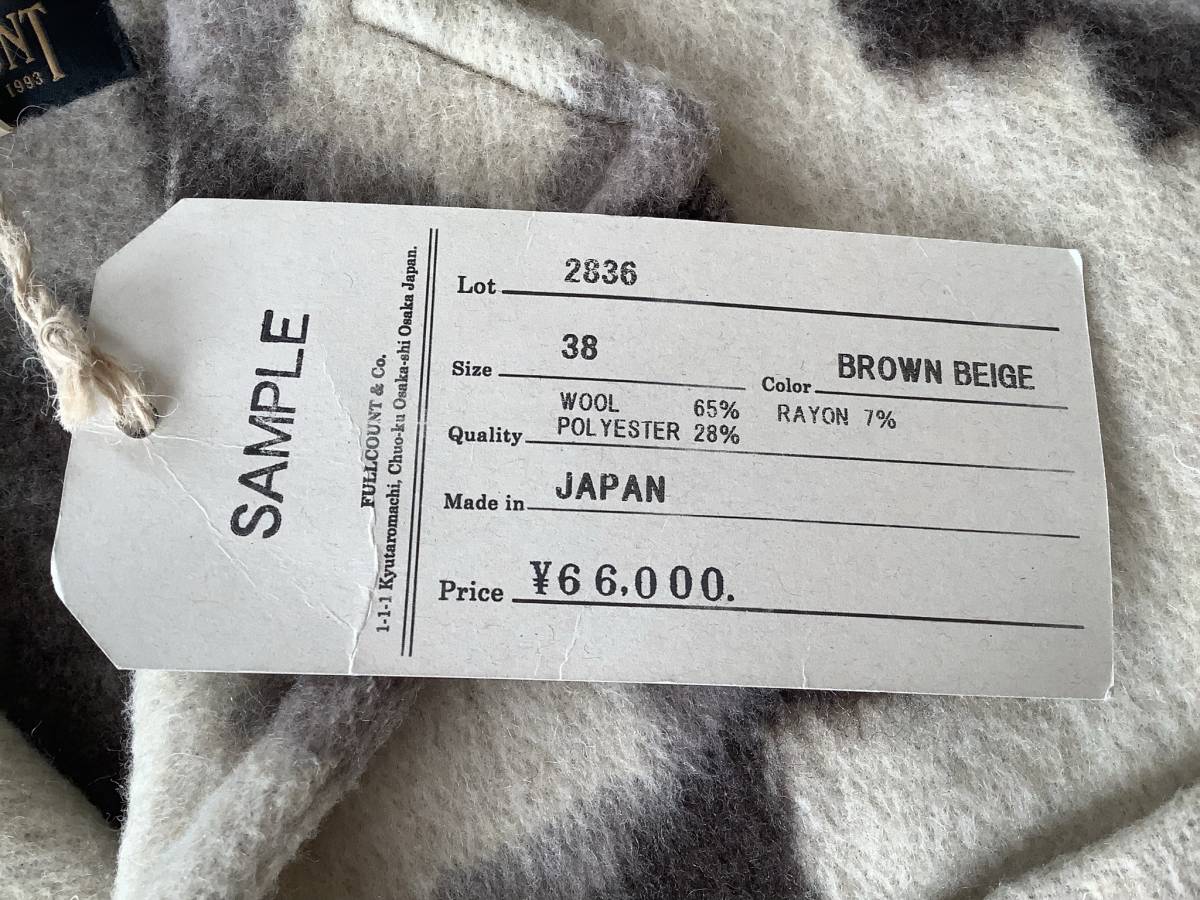 NT
1993
SAMPLE
FULLCOUNT & Co.
1-1-1 Kyutaromachi, Chuo-ku Osaka-shi Osaka Japan.
Lot 2836
Size 38 Color BROWN BEIGE
WOOL 65% RAYON 7%
Quality POLYESTER 28%
Made in JAPAN
Price ¥66,000.